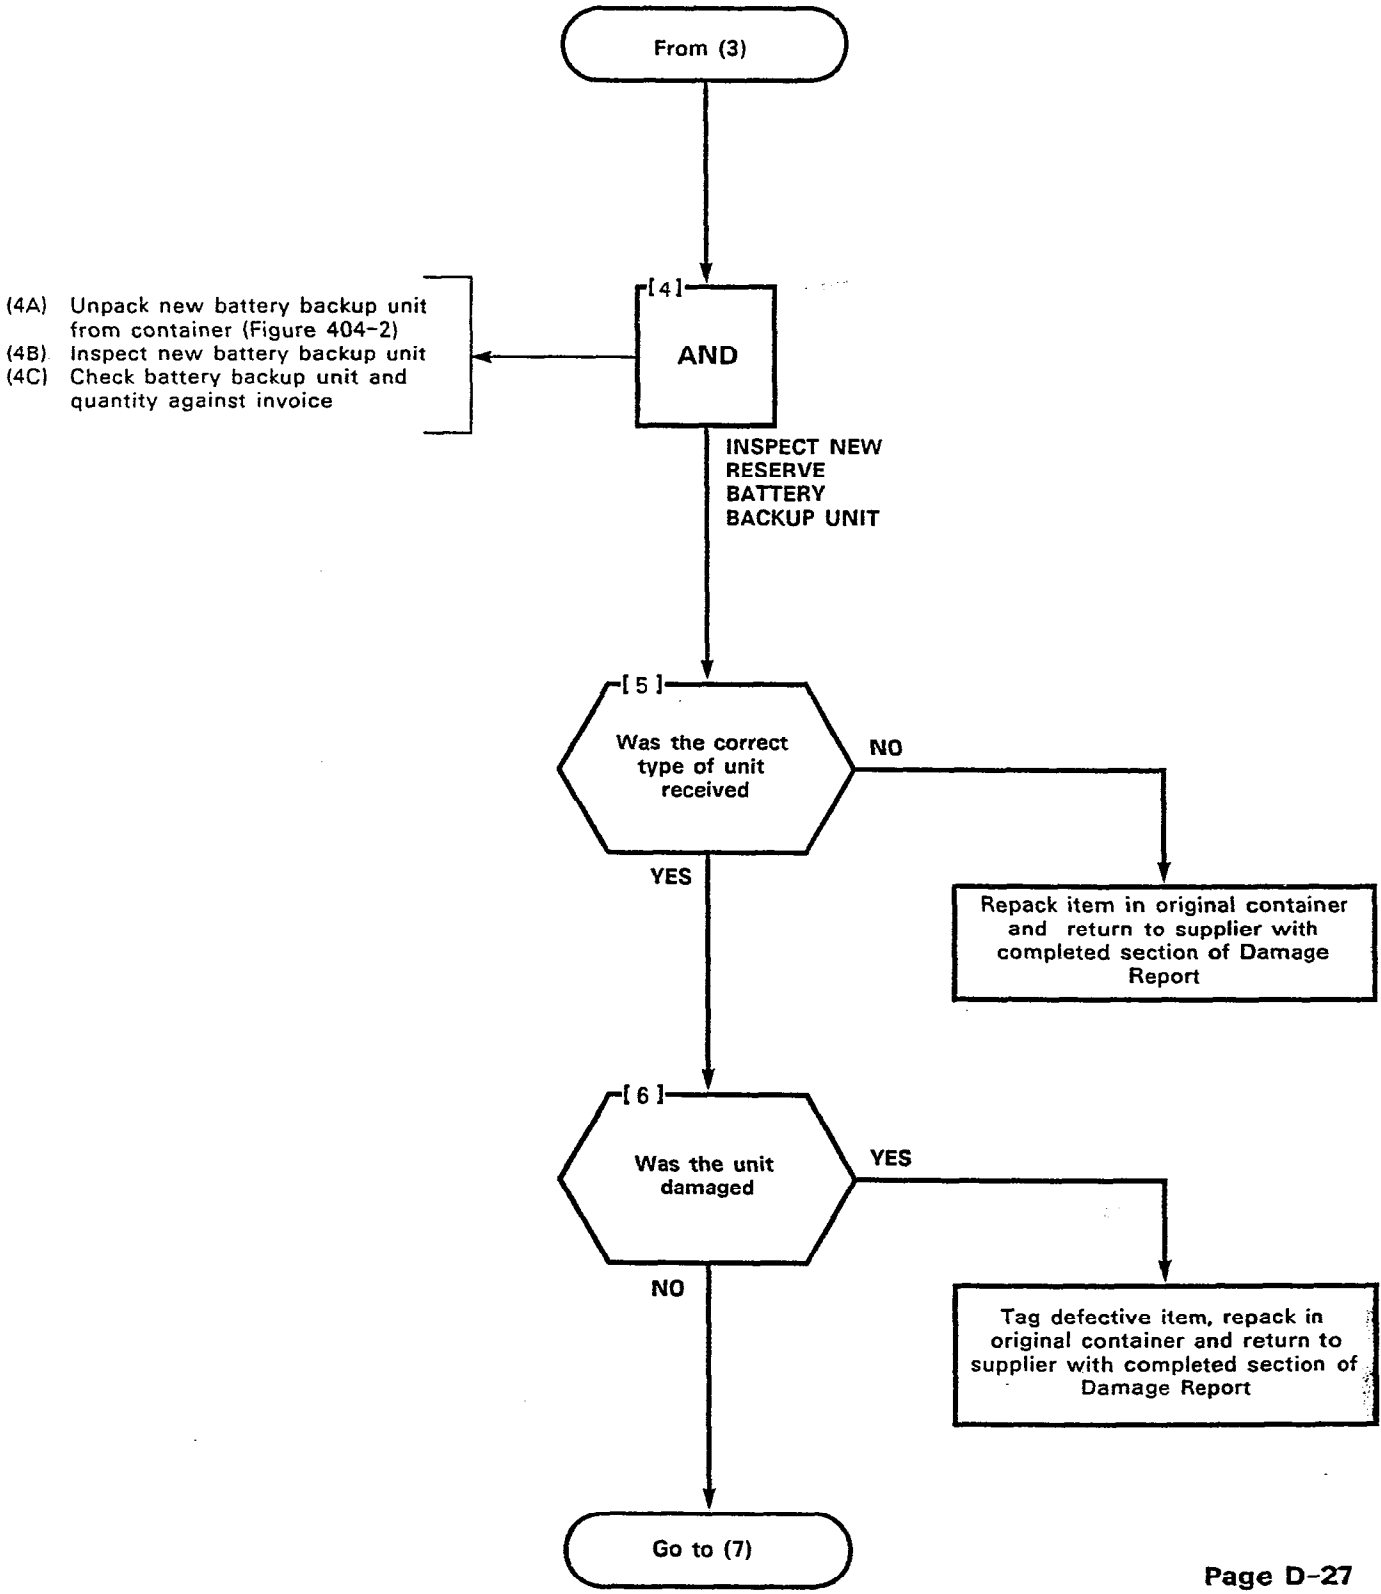 From (3)
[4]
(4A) Unpack new battery backup unit
from container (Figure 404-2)
(4B) Inspect new battery backup unit
(4C) Check battery backup unit and
quantity against invoice
AND
INSPECT NEW
RESERVE
BATTERY
BACKUP UNIT
[5]
Was the correct
type of unit
received
NO
YES
Repack item in original container
and return to supplier with
completed section of Damage
Report
[6]
Was the unit
damaged
YES
NO
Tag defective item, repack in
original container and return to
supplier with completed section of
Damage Report
Go to (7)
Page D-27